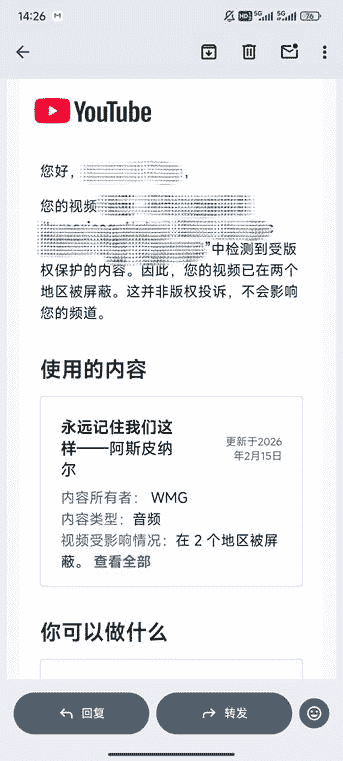 14:26 M HD 5G 5G 76
YouTube
您好，
，
您的视频
”中检测到受版
权保护的内容。因此，您的视频已在两个
地区被屏蔽。这并非版权投诉，不会影响
您的频道。
使用的内容
永远记住我们这
样——阿斯皮纳
尔
更新于2026
年2月15日
内容所有者： WMG
内容类型：音频
视频受影响情况：在 2 个地区被屏
蔽。 查看全部
你可以做什么
回复
转发